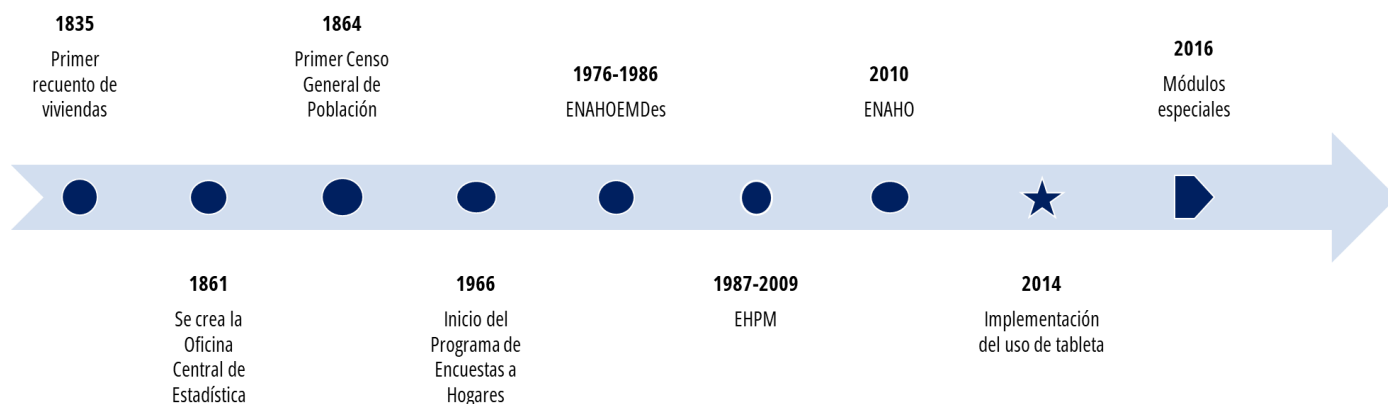 1835
Primer
recuento de
viviendas
1864
Primer Censo
General de
Población
1976-1986
ENAHOEMDes
2010
ENAHO
2016
Módulos
especiales
1861
Se crea la
Oficina
Central de
Estadística
1966
Inicio del
Programa de
Encuestas a
Hogares
1987-2009
EHPM
2014
Implementación
del uso de tableta